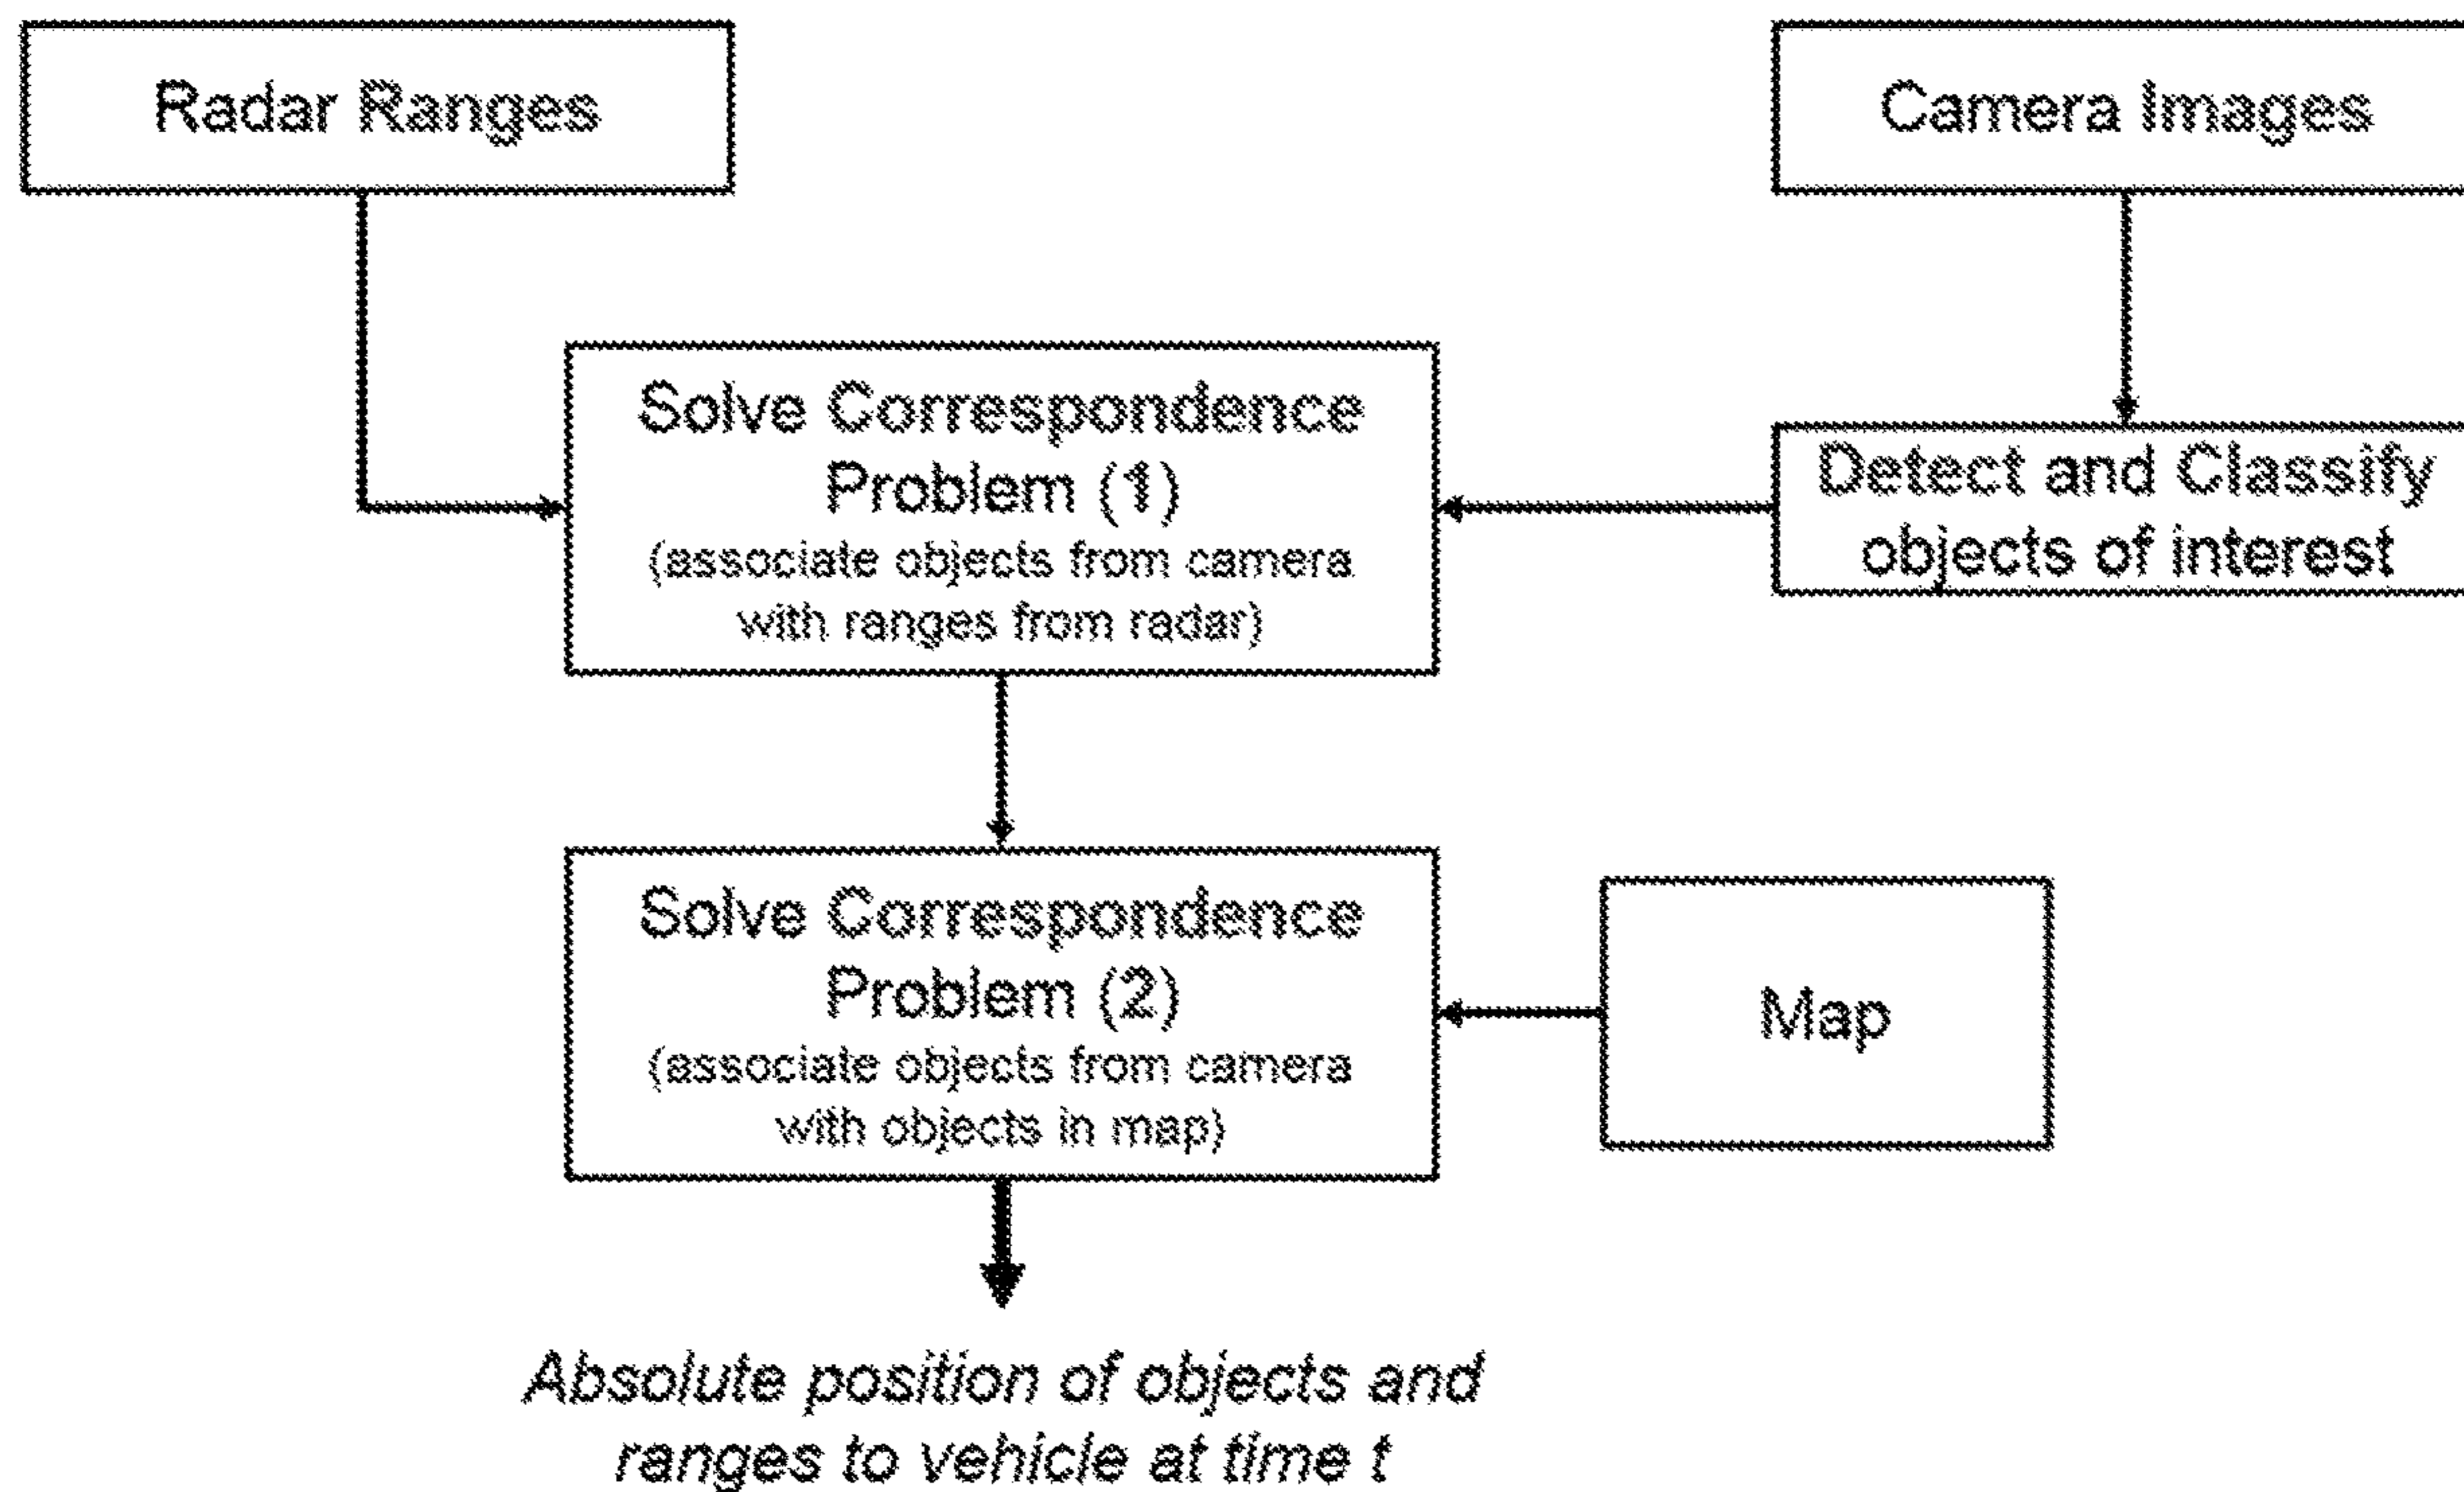 Radar Ranges
Camera Images
Solve Correspondence
Problem (1)
(associate objects from camera
with ranges from radar)
Detect and Classify
objects of interest
Solve Correspondence
Problem (2)
(associate objects from camera
with objects in map)
Map
Absolute position of objects and
ranges to vehicle at time t